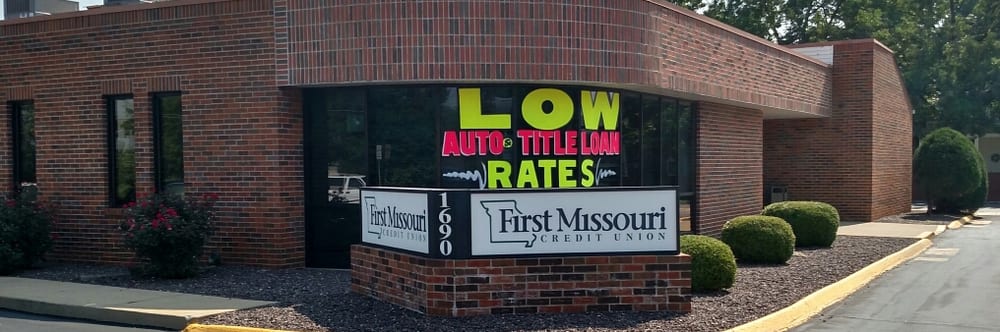 LOW
AUTO & TITLE LOAN
RATES
First Missouri
CREDIT UNION
1690
First Missouri
CREDIT UNION